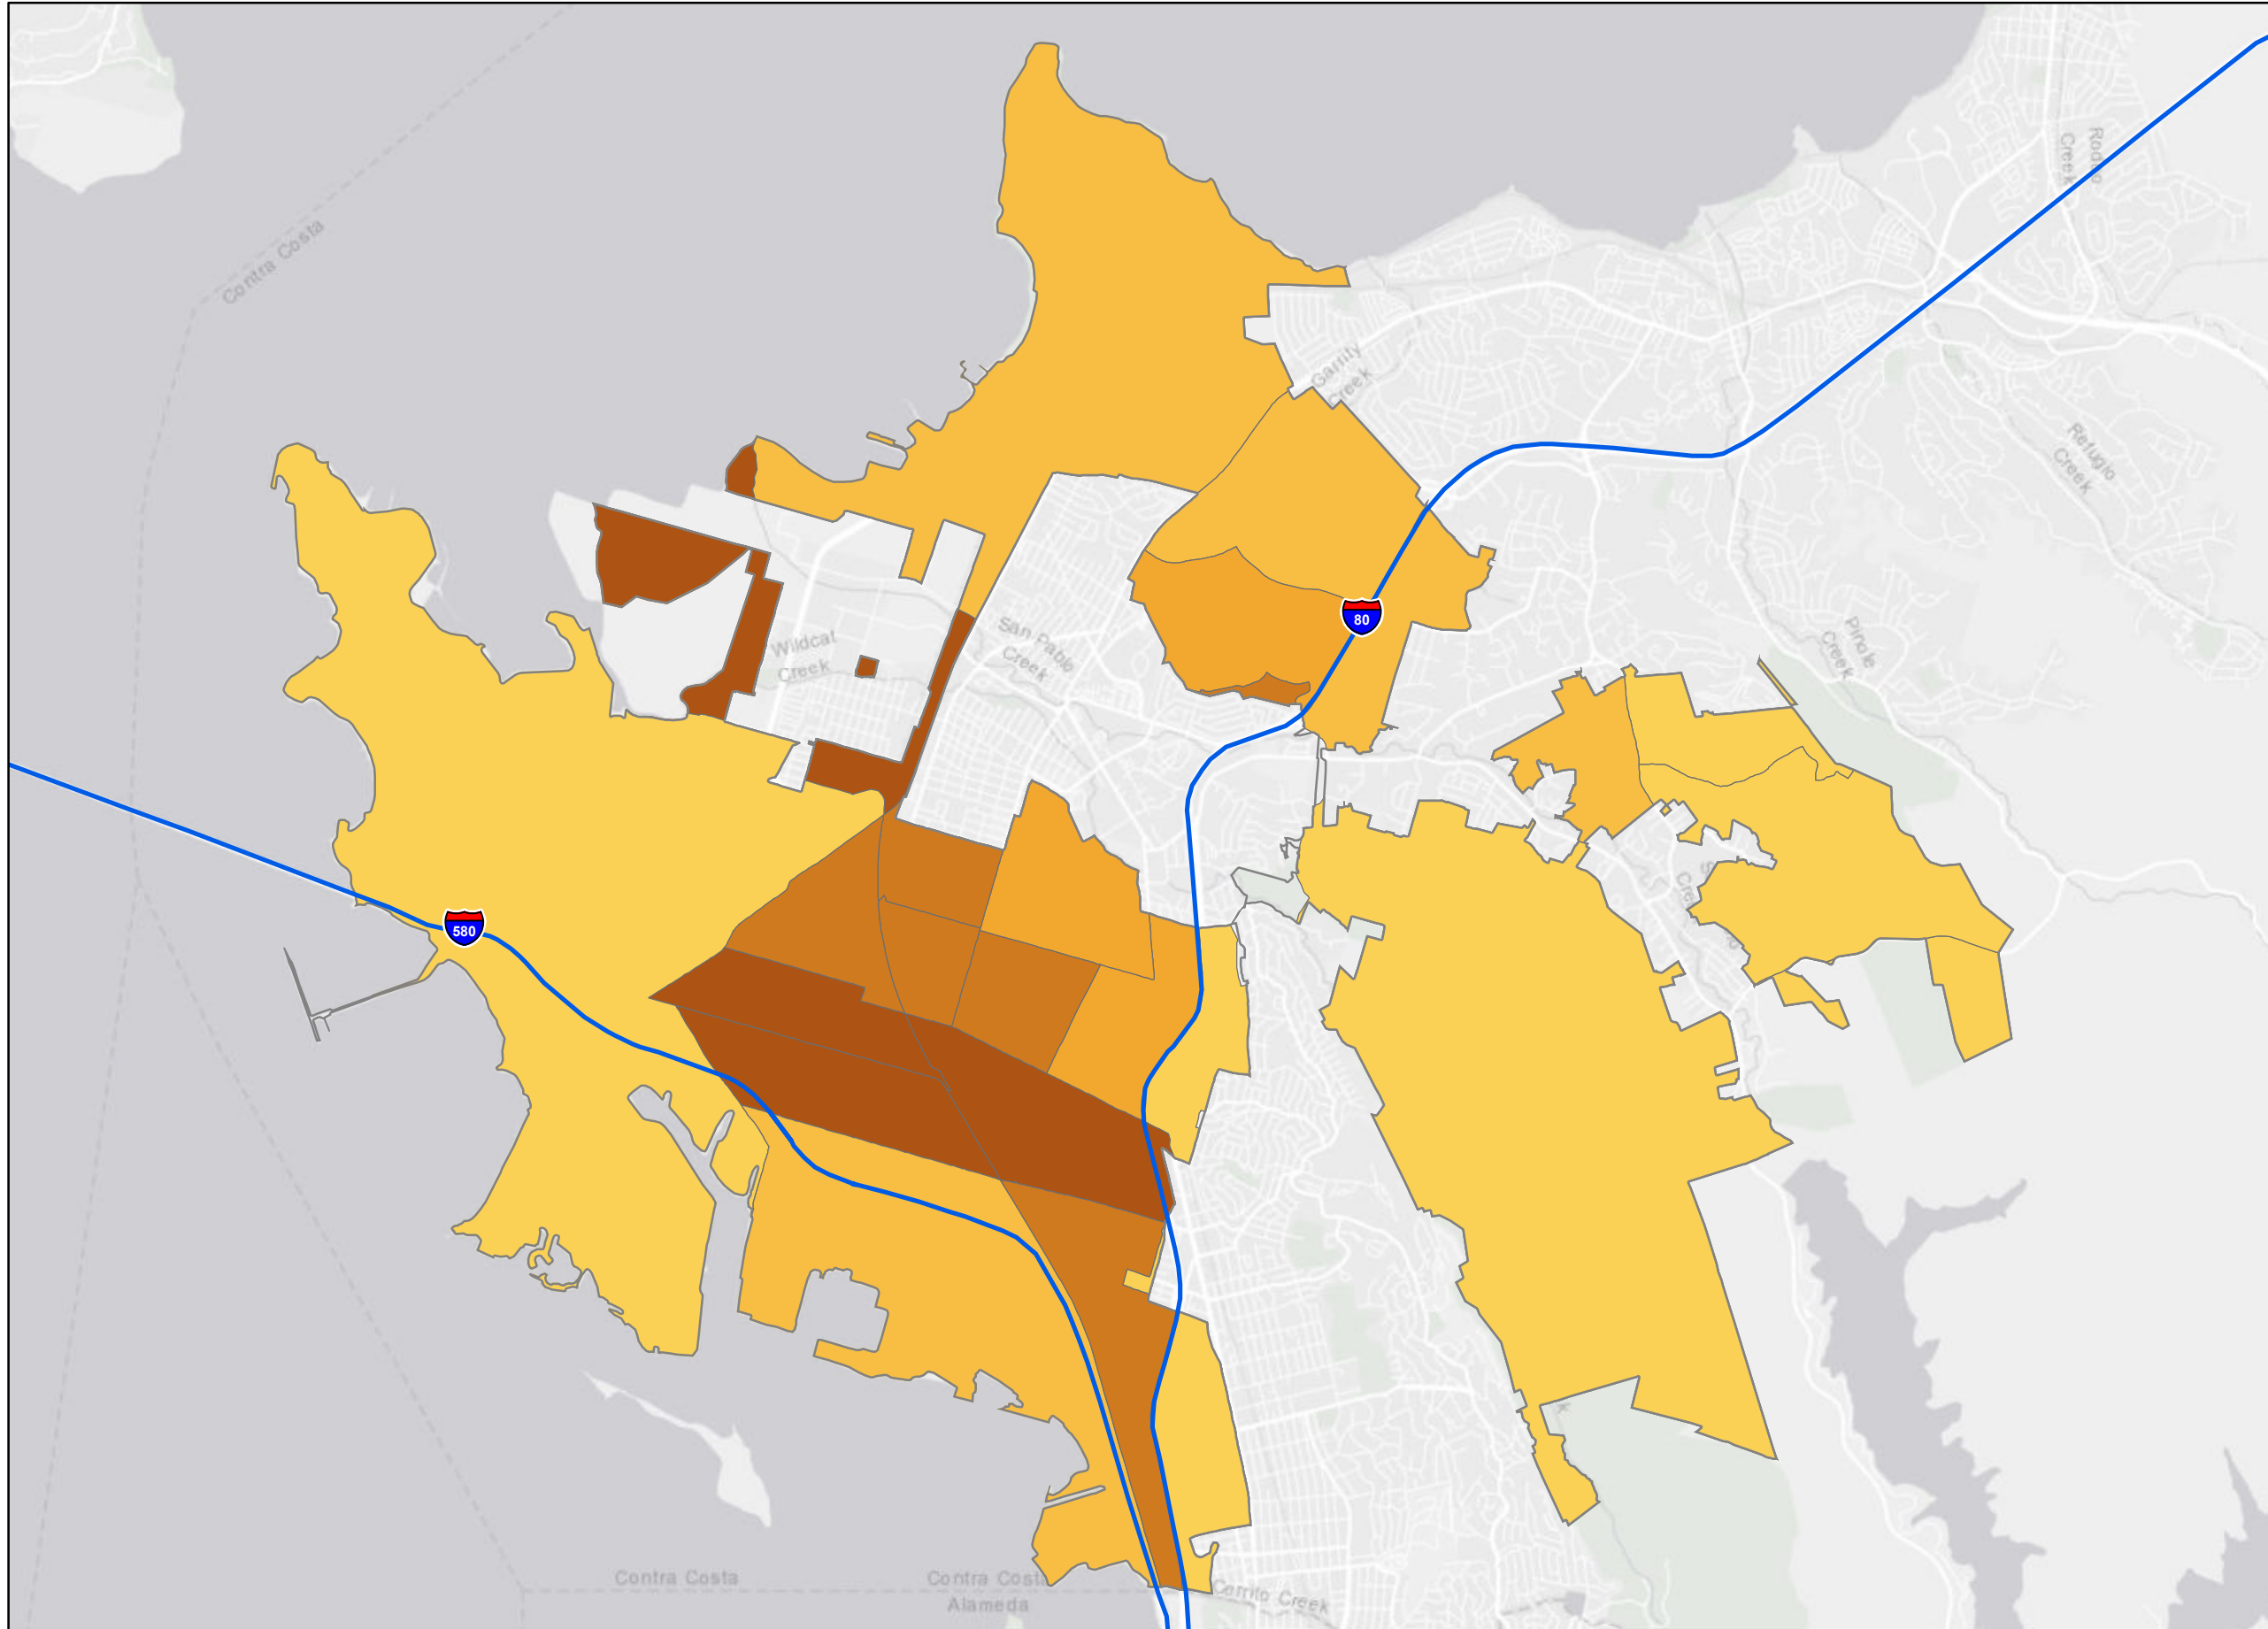 Rodeo
Creek
Contra Costa
Garrity
Creek
Refugio
Creek
80
Wildcat
Creek
San Pablo
Creek
Pinole
Creek
580
Contra Costa
Contra Costa
Alameda
Cerrito Creek